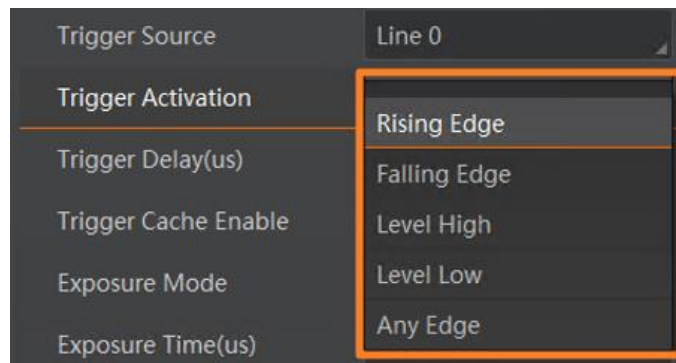 Trigger Source Line 0
Trigger Activation
Rising Edge
Trigger Delay(us)
Falling Edge
Trigger Cache Enable
Level High
Exposure Mode
Level Low
Any Edge
Exposure Time(us)